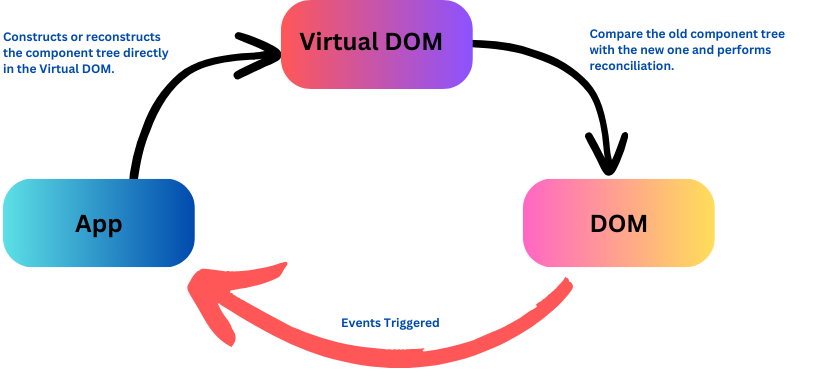 Constructs or reconstructs
the component tree directly
in the Virtual DOM.
Virtual DOM
Compare the old component tree
with the new one and performs
reconciliation.
App
DOM
Events Triggered